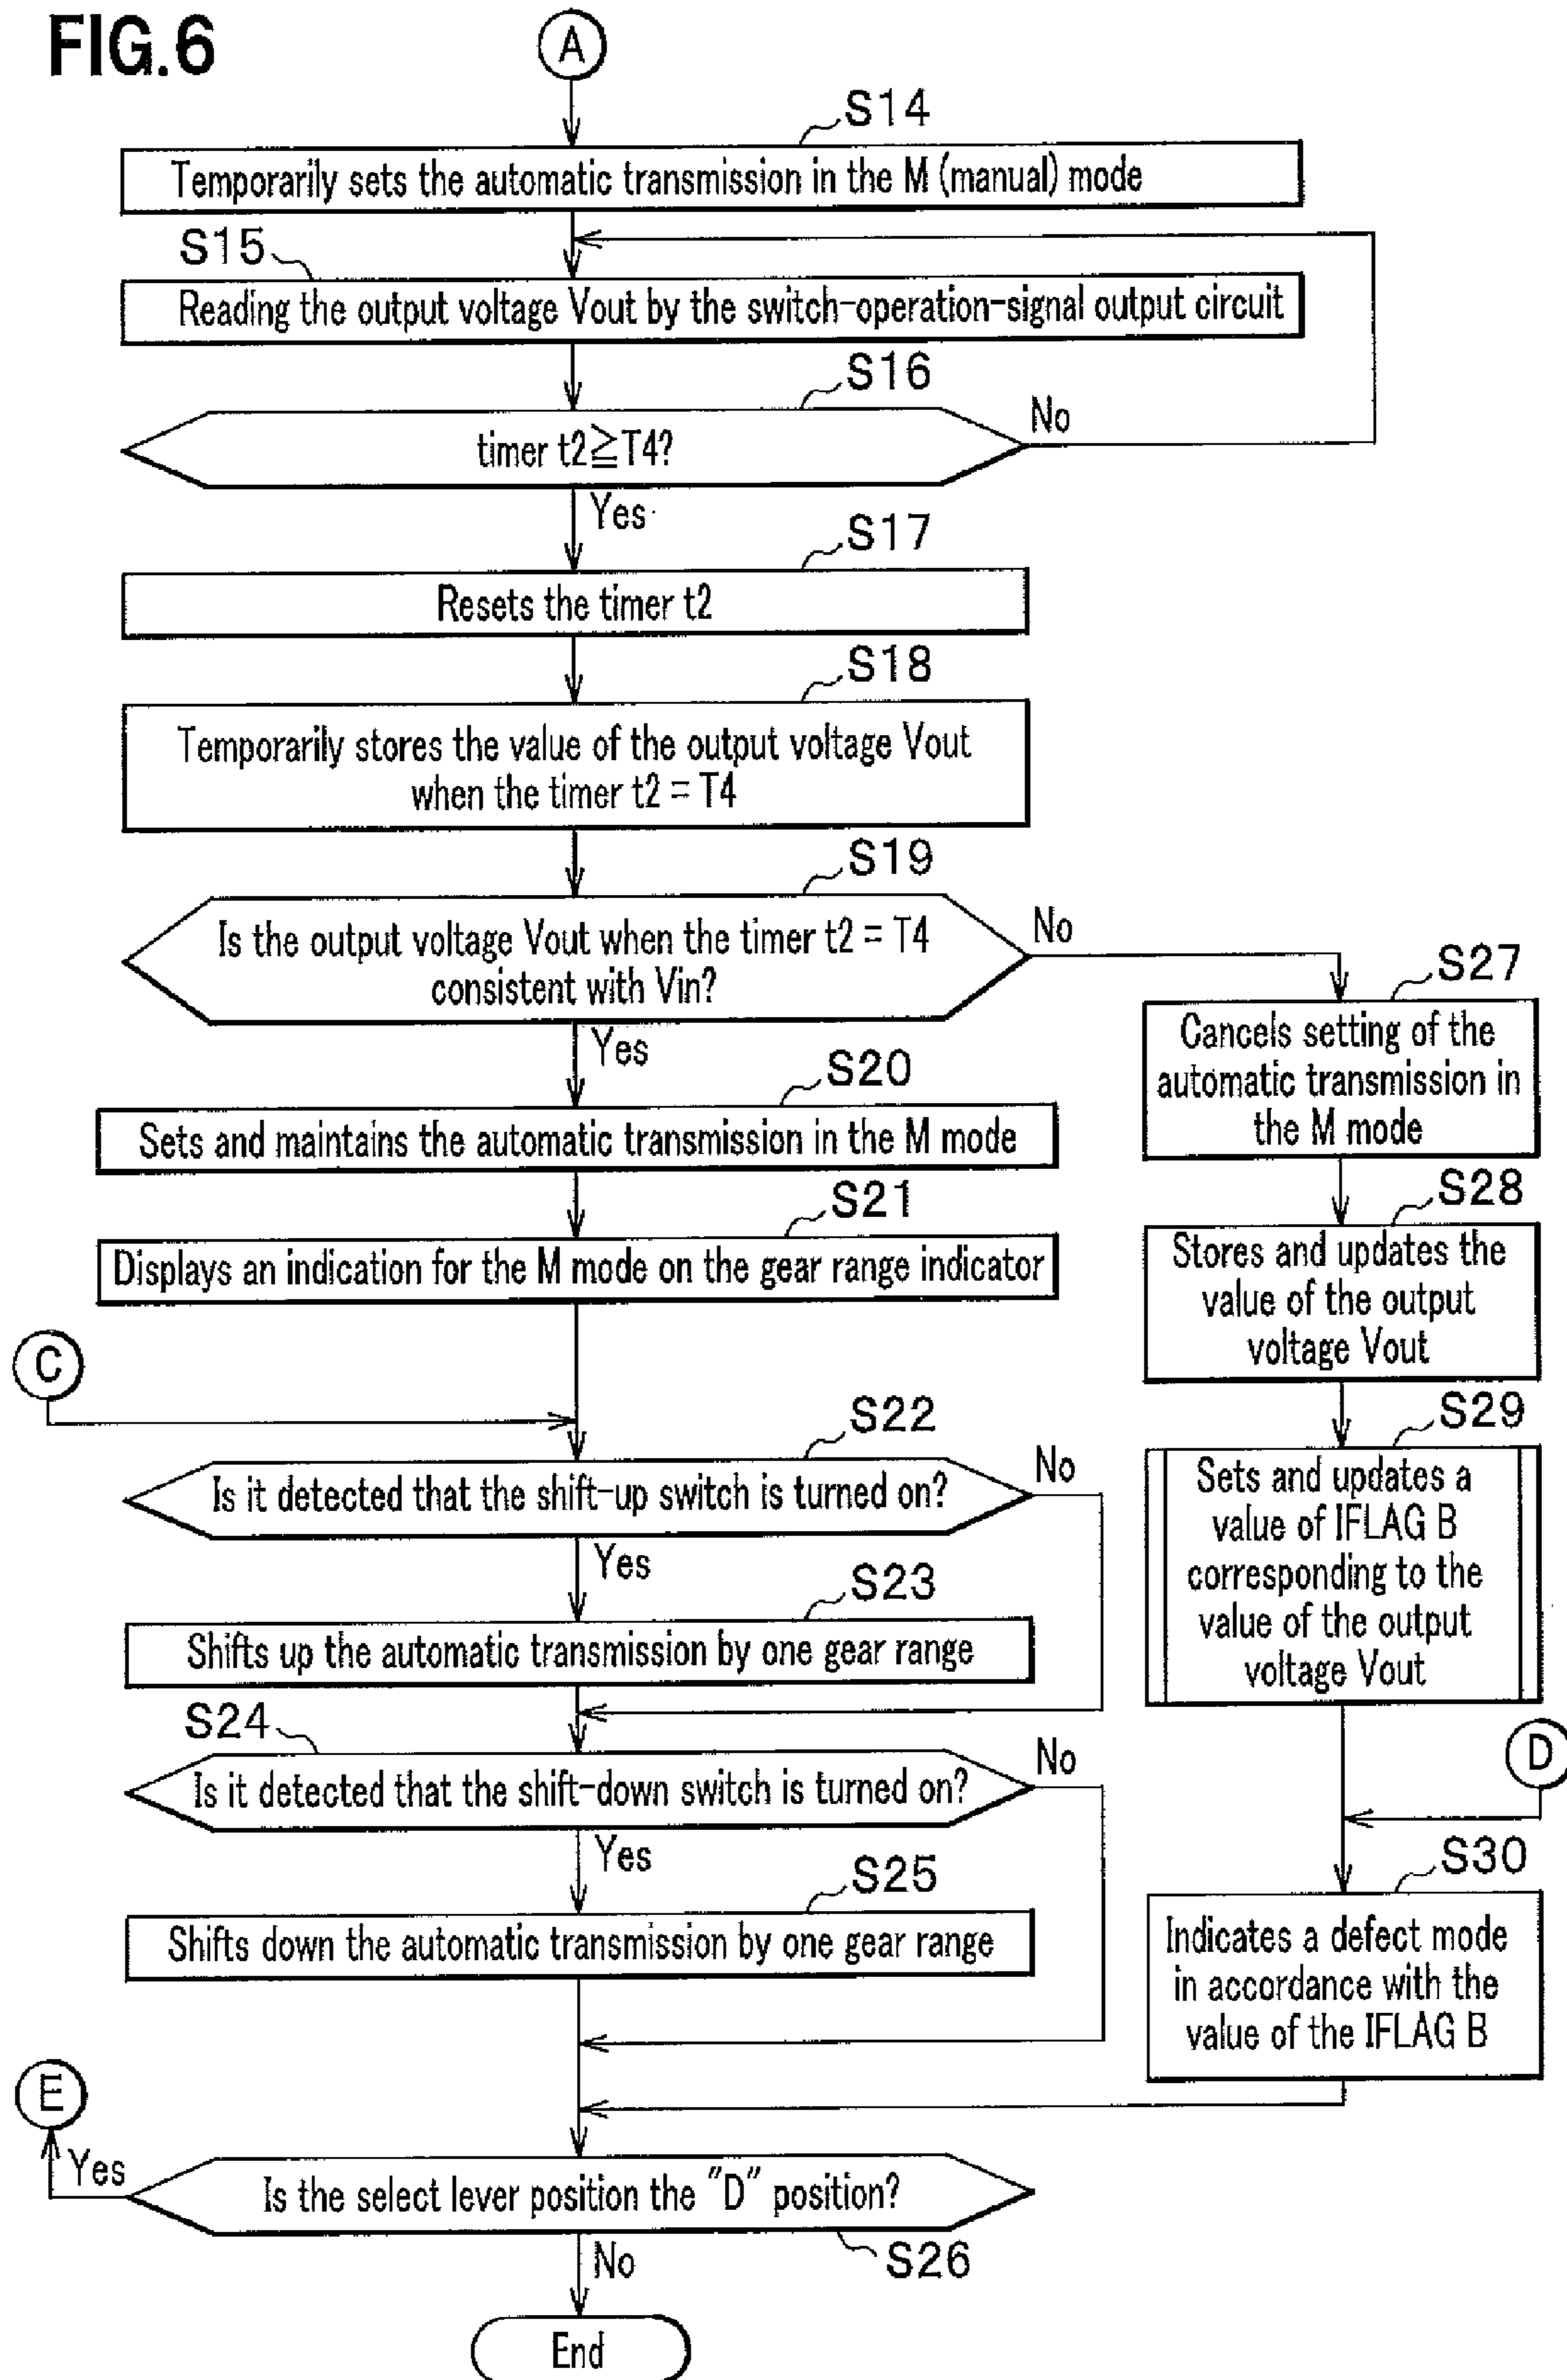 FIG.6
A
S14
Temporarily sets the automatic transmission in the M (manual) mode
S15
Reading the output voltage Vout by the switch-operation-signal output circuit
S16
timer t2≧T4?
No
Yes
S17
Resets the timer t2
S18
Temporarily stores the value of the output voltage Vout
when the timer t2 = T4
S19
Is the output voltage Vout when the timer t2 = T4
consistent with Vin?
No
Yes
S20
Sets and maintains the automatic transmission in the M mode
S21
Displays an indication for the M mode on the gear range indicator
C
S22
Is it detected that the shift-up switch is turned on?
No
Yes
S23
Shifts up the automatic transmission by one gear range
S24
Is it detected that the shift-down switch is turned on?
No
Yes
S25
Shifts down the automatic transmission by one gear range
S27
Cancels setting of the
automatic transmission in
the M mode
S28
Stores and updates the
value of the output
voltage Vout
S29
Sets and updates a
value of IFLAG B
corresponding to the
value of the output
voltage Vout
D
S30
Indicates a defect mode
in accordance with the
value of the IFLAG B
E
Yes
Is the select lever position the "D" position?
S26
No
End